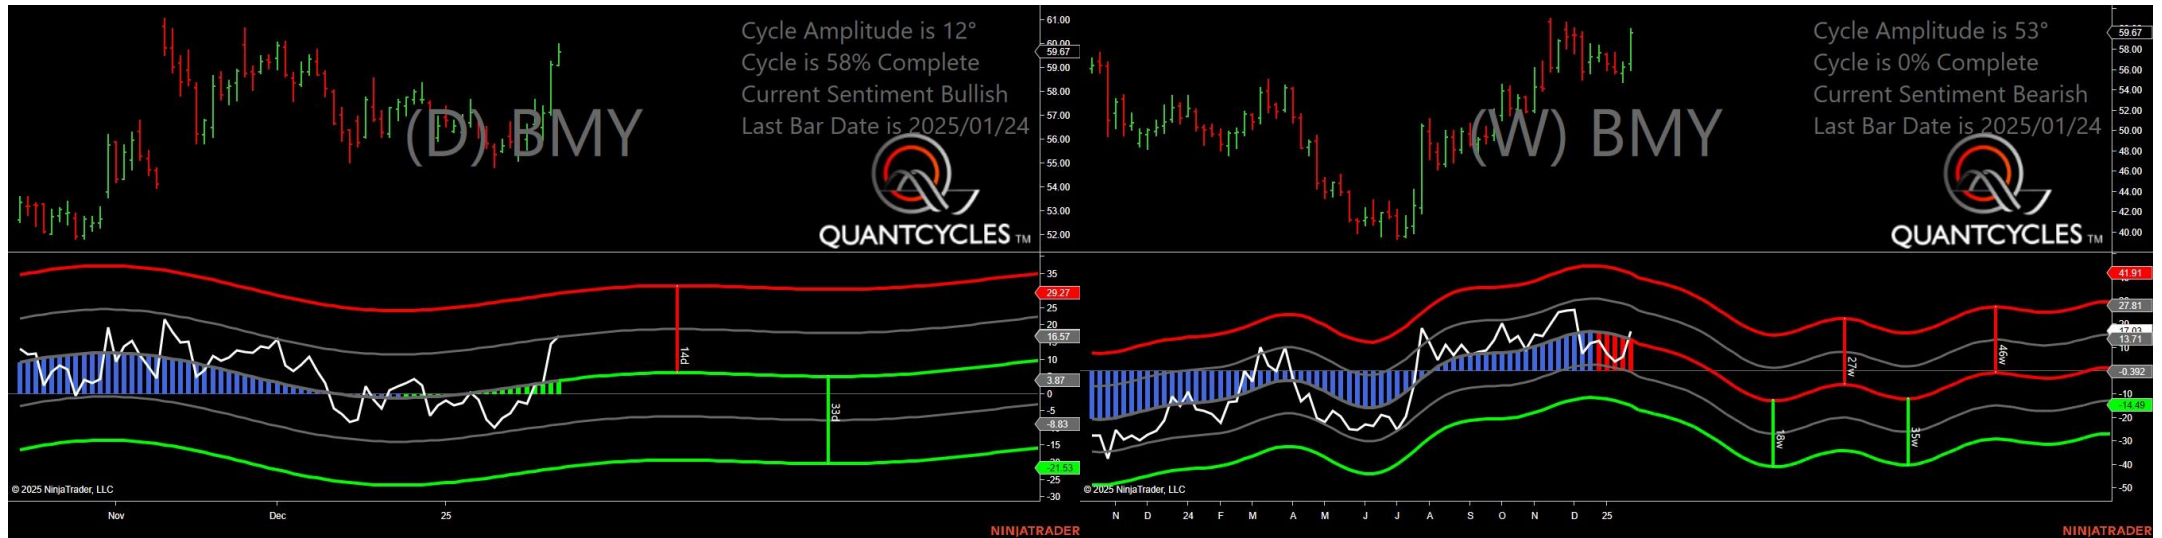 Cycle Amplitude is 12°
Cycle is 58% Complete
Current Sentiment Bullish
Last Bar Date is 2025/01/24
(D) BMY
QUANTCYCLES TM
61.00
60.00
59.67
59.00
58.00
57.00
56.00
55.00
54.00
53.00
52.00
35
29.27
25
20
16.57
10
3.87
0
-5
-8.83
-15
-21.53
-25
-30
14d
33d
© 2025 NinjaTrader, LLC
Nov
Dec
25
NINJATRADER
Cycle Amplitude is 53°
Cycle is 0% Complete
Current Sentiment Bearish
Last Bar Date is 2025/01/24
(W) BMY
QUANTCYCLES TM
59.67
58.00
56.00
54.00
52.00
50.00
48.00
46.00
44.00
42.00
40.00
41.91
27.81
17.03
13.71
10
-0.392
-10
-14.49
-20
-30
-40
-50
18w
27w
35w
46w
© 2025 NinjaTrader, LLC
N D 24 F M A M J J A S O N D 25
NINJATRADER